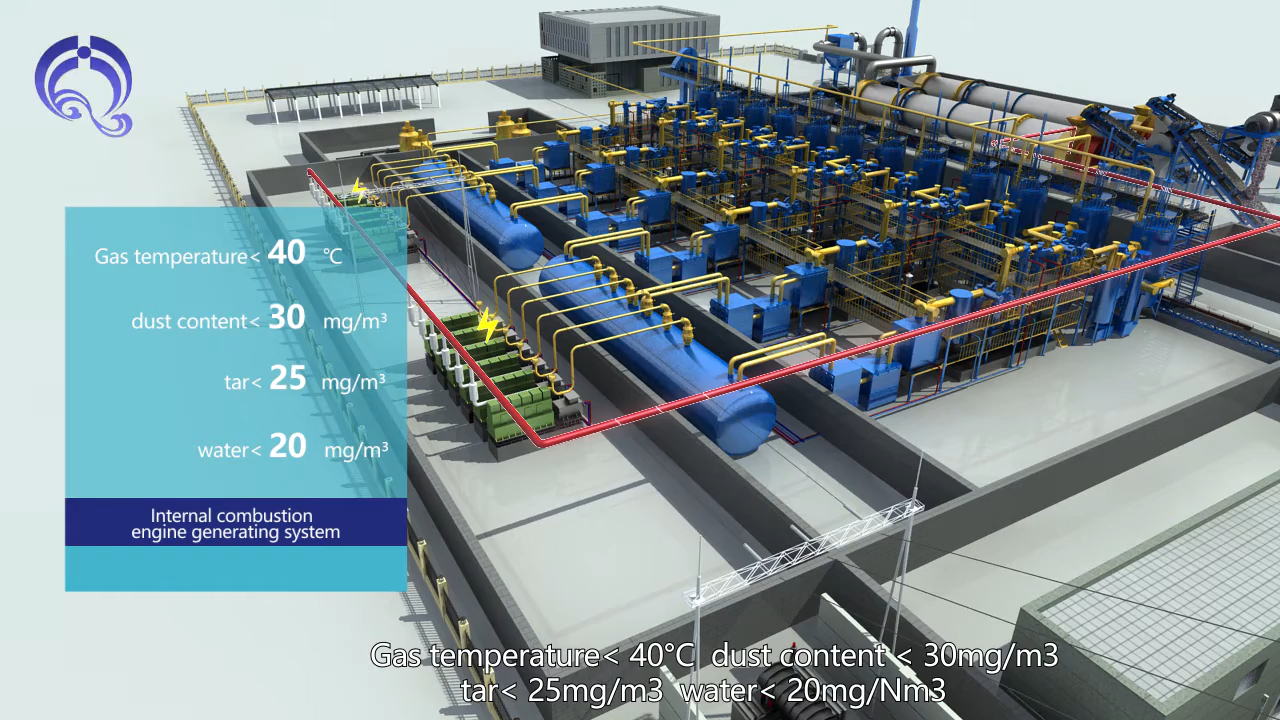 Gas temperature< 40 ℃
dust content< 30 mg/m³
tar< 25 mg/m³
water< 20 mg/m³
Internal combustion
engine generating system
Gas temperature< 40℃ dust content < 30mg/m3
tar< 25mg/m3 water< 20mg/Nm3